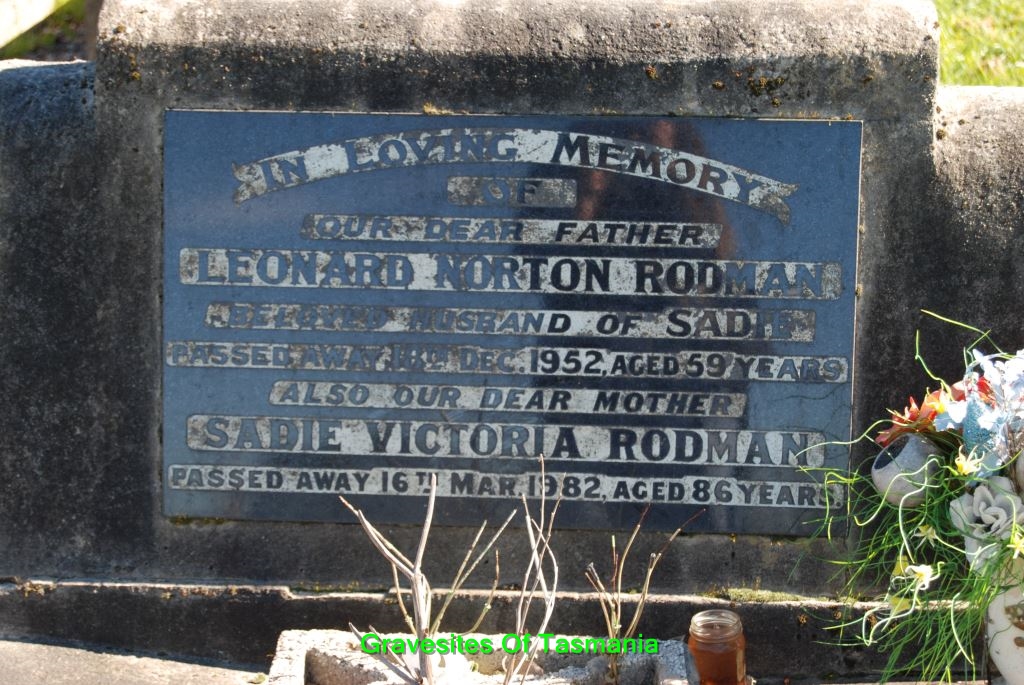 IN LOVING MEMORY
OF
OUR DEAR FATHER
LEONARD NORTON RODMAN
BELOVED HUSBAND OF SADIE
PASSED AWAY 18TH DEC. 1952, AGED 59 YEARS
ALSO OUR DEAR MOTHER
SADIE VICTORIA RODMAN
PASSED AWAY 16TH MAR. 1982, AGED 86 YEARS.
Gravesites Of Tasmania